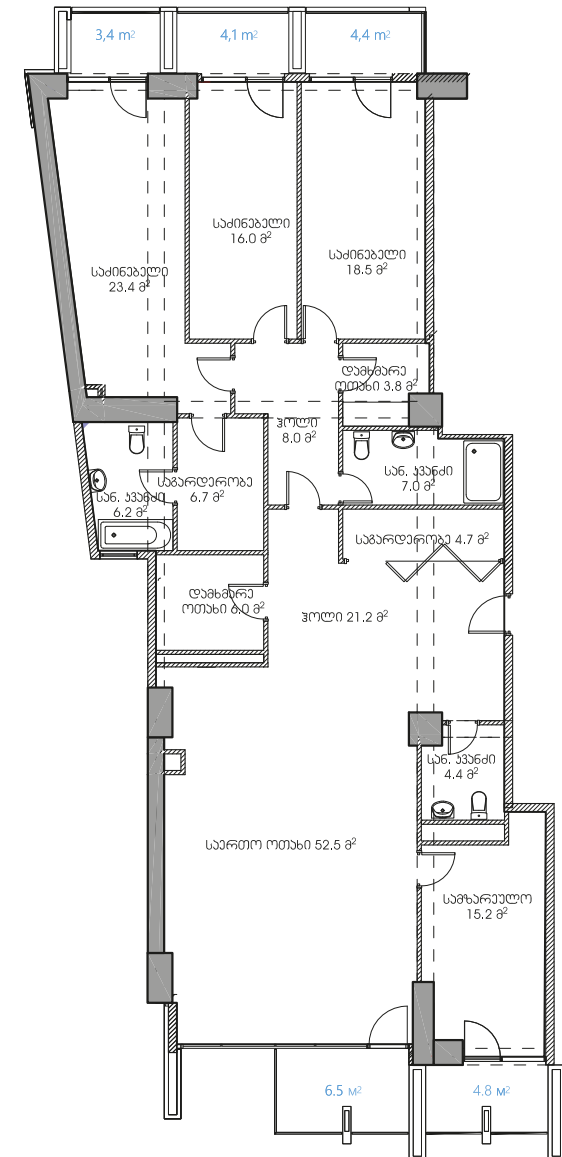 3,4 m²
4,1 m²
4,4 m²
საძინებელი
16.0 მ²
საძინებელი
18.5 მ²
საძინებელი
23.4 მ²
დამხმარე
ოთახი 3.8 მ²
ჰოლი
8.0 მ²
საგარდერობე
6.7 მ²
სან. კვანძი
7.0 მ²
სან. კვანძი
6.2 მ²
საგარდერობე 4.7 მ²
დამხმარე
ოთახი 6.0 მ²
ჰოლი 21.2 მ²
სან. კვანძი
4.4 მ²
საერთო ოთახი 52.5 მ²
სამზარეულო
15.2 მ²
6.5 м²
4.8 м²